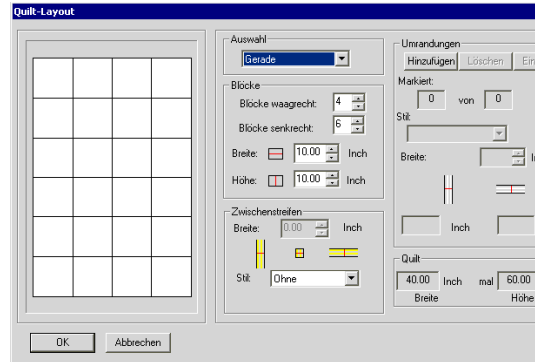 Quilt-Layout
Auswahl
Gerade
Blöcke
Blöcke waagrecht: 4
Blöcke senkrecht: 6
Breite: 10.00 Inch
Höhe: 10.00 Inch
Zwischenstreifen
Breite: 0.00 Inch
Stil: Ohne
Umrandungen
Hinzufügen Löschen
Markiert:
0 von 0
Stil:
Breite:
Inch
Quilt
40.00 Inch mal 60.00
Breite Höhe
OK Abbrechen